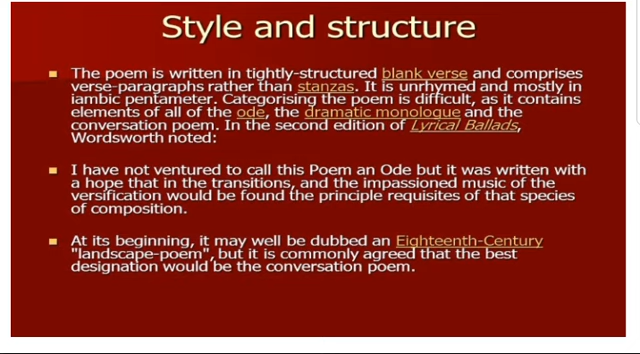 Style and structure
The poem is written in tightly-structured blank verse and comprises
verse-paragraphs rather than stanzas. It is unrhymed and mostly in
iambic pentameter. Categorising the poem is difficult, as it contains
elements of all of the ode, the dramatic monologue and the
conversation poem. In the second edition of Lyrical Ballads,
Wordsworth noted:
I have not ventured to call this Poem an Ode but it was written with
a hope that in the transitions, and the impassioned music of the
versification would be found the principle requisites of that species
of composition.
At its beginning, it may well be dubbed an Eighteenth-Century
"landscape-poem", but it is commonly agreed that the best
designation would be the conversation poem.